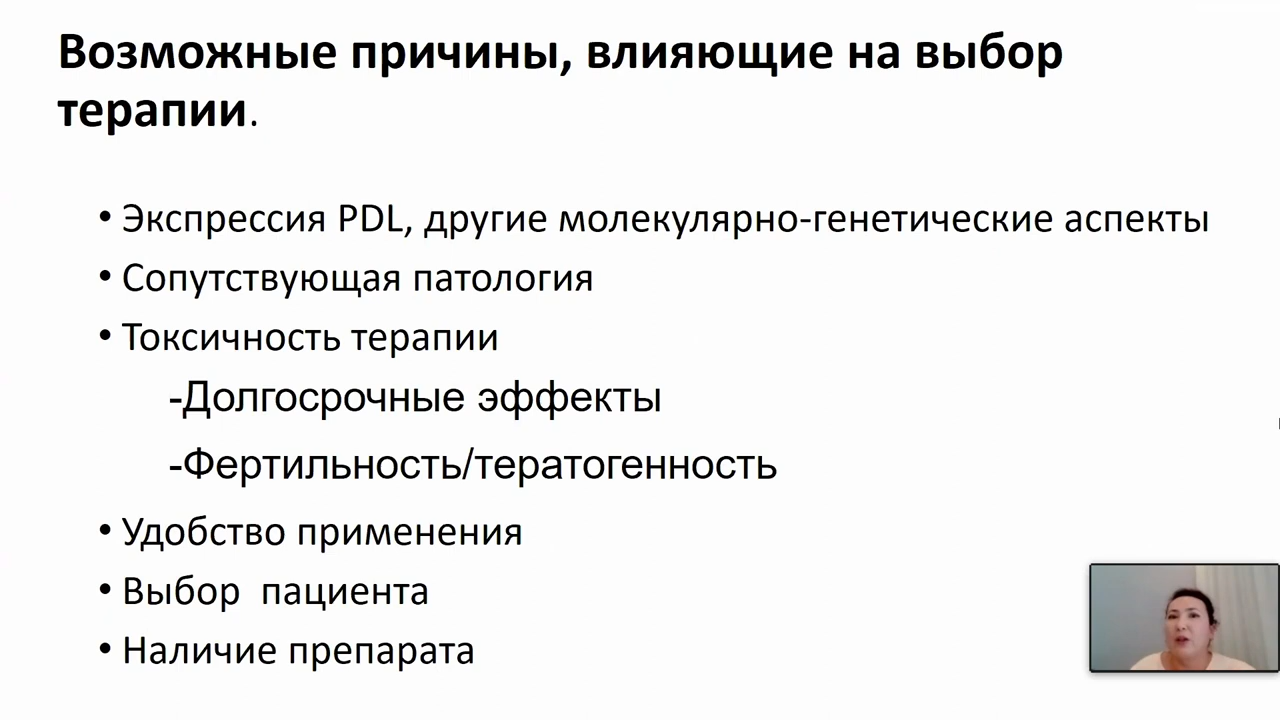 Возможные причины, влияющие на выбор
терапии.
• Экспрессия PDL, другие молекулярно-генетические аспекты
• Сопутствующая патология
• Токсичность терапии
-Долгосрочные эффекты
-Фертильность/тератогенность
• Удобство применения
• Выбор  пациента
• Наличие препарата